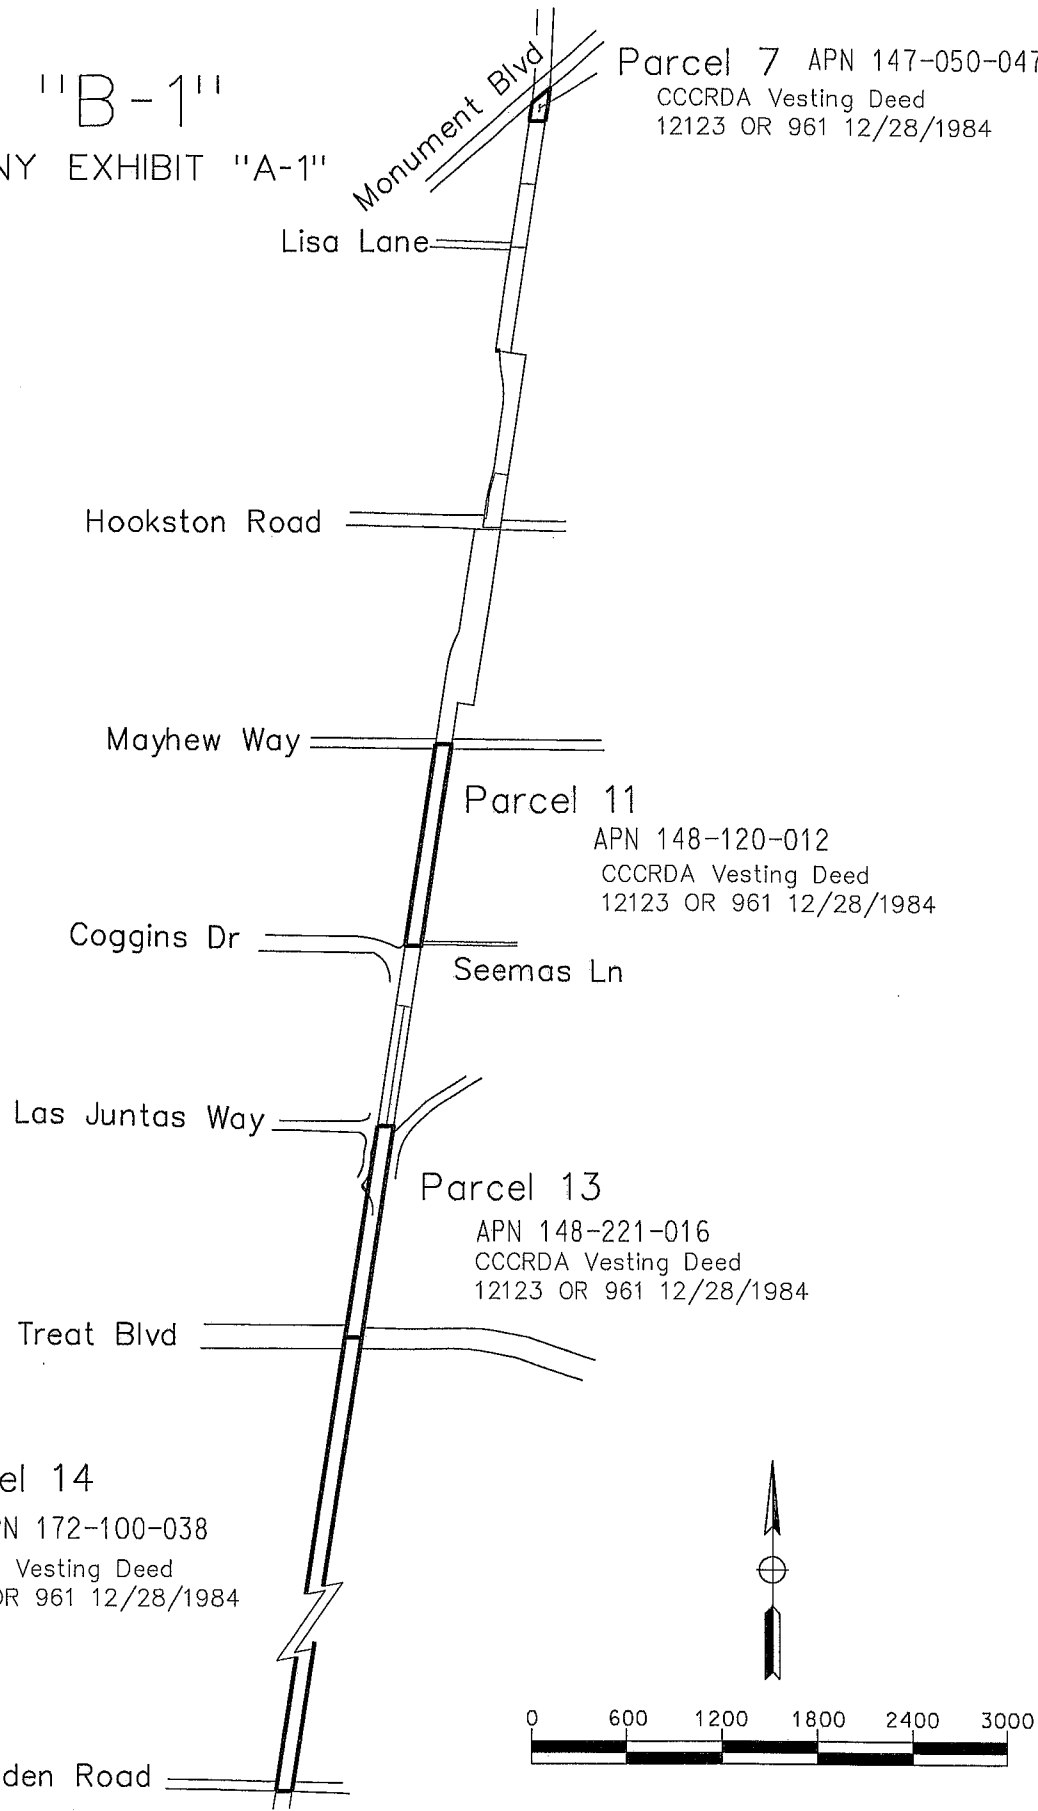 "B-1"
NY EXHIBIT "A-1"
Monument Blvd
Parcel 7 APN 147-050-047
CCCRDA Vesting Deed
12123 OR 961 12/28/1984
Lisa Lane
Hookston Road
Mayhew Way
Parcel 11
APN 148-120-012
CCCRDA Vesting Deed
12123 OR 961 12/28/1984
Coggins Dr
Seemas Ln
Las Juntas Way
Parcel 13
APN 148-221-016
CCCRDA Vesting Deed
12123 OR 961 12/28/1984
Treat Blvd
el 14
PN 172-100-038
Vesting Deed
OR 961 12/28/1984
den Road
0 600 1200 1800 2400 3000